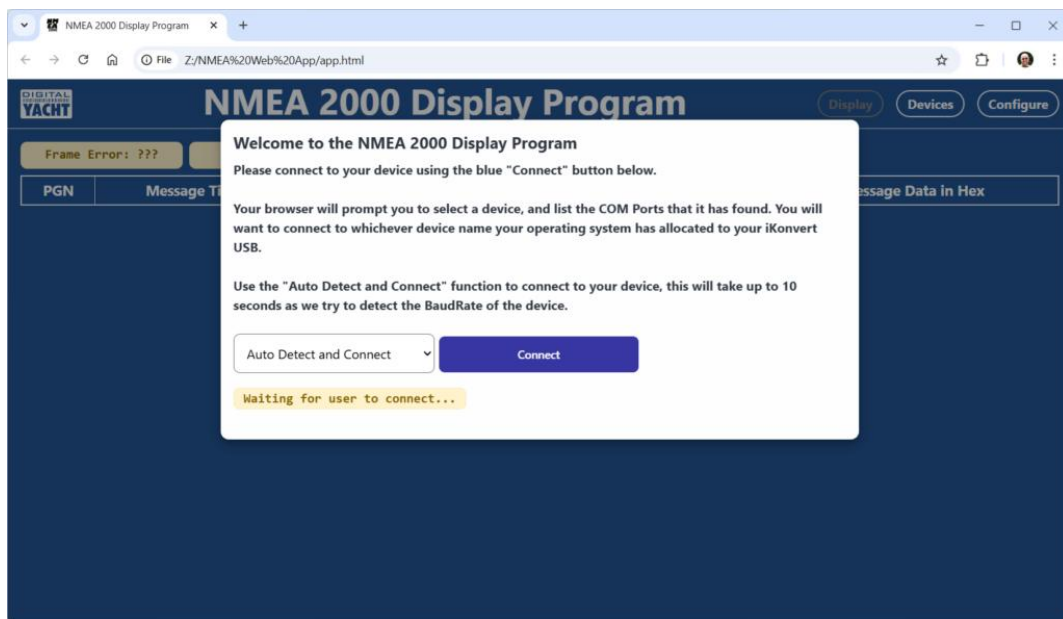 NMEA 2000 Display Program
File Z:/NMEA%20Web%20App/app.html
DIGITAL
YACHT
NMEA 2000 Display Program
Display
Devices
Configure
Frame Error: ???
PGN
Message Ti
essage Data in Hex
Welcome to the NMEA 2000 Display Program
Please connect to your device using the blue "Connect" button below.
Your browser will prompt you to select a device, and list the COM Ports that it has found. You will
want to connect to whichever device name your operating system has allocated to your iKonvert
USB.
Use the "Auto Detect and Connect" function to connect to your device, this will take up to 10
seconds as we try to detect the BaudRate of the device.
Auto Detect and Connect
Connect
Waiting for user to connect...